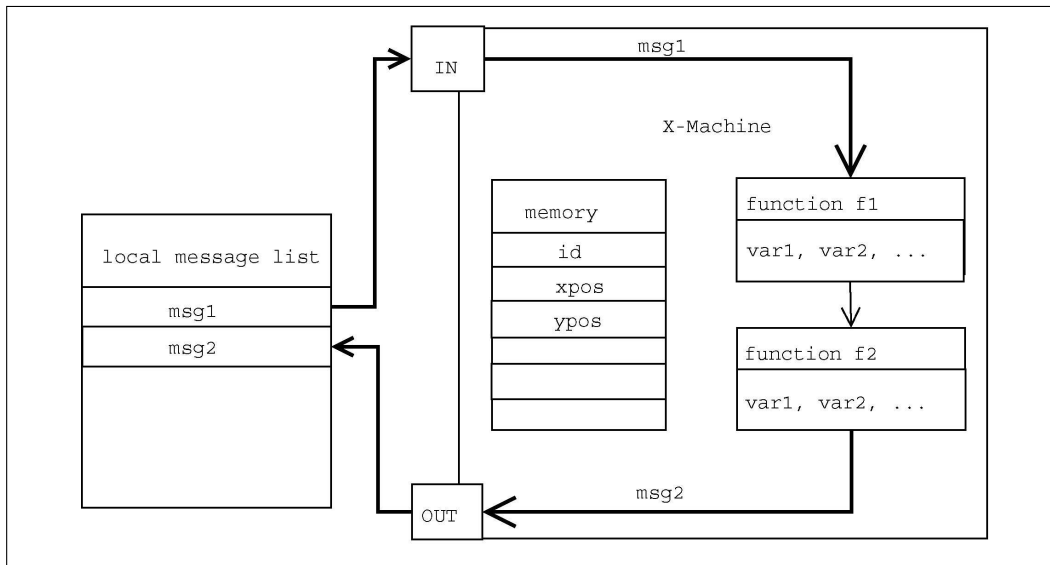 msg1
IN
X-Machine
memory
id
xpos
ypos
function f1
var1, var2, ...
local message list
msg1
msg2
function f2
var1, var2, ...
msg2
OUT